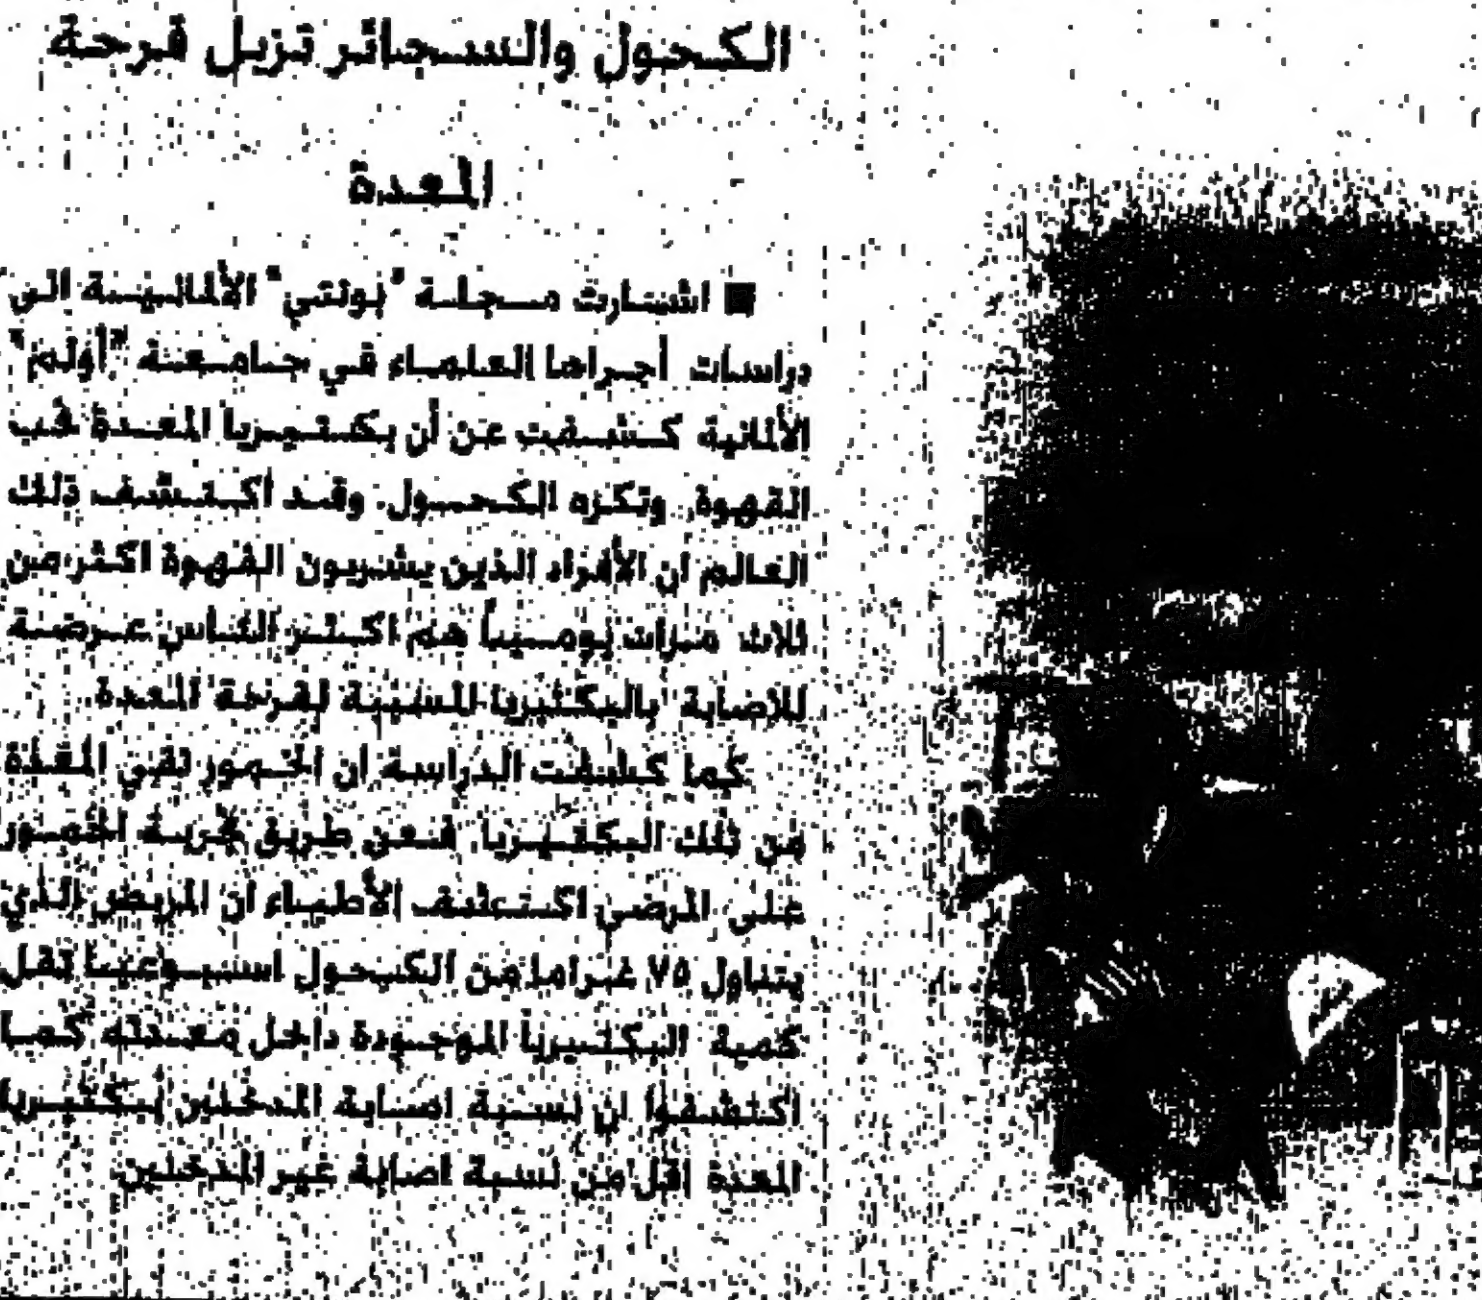 الكحول والسجائر تزيل قرحة
المعدة
■ اشارت مجلة "بونتي" الألمانية الى
دراسات أجراها العلماء في جامعة "أولم"
الألمانية كشفت عن أن بكتيريا المعدة تحب
القهوة، وتكره الكحول. وقد اكتشف ذلك
العالم ان الأفراد الذين يشربون القهوة اكثر من
ثلاث مرات يومياً هم اكثر الناس عرضة
للاصابة بالبكتيريا المسببة لقرحة المعدة.
كما كشفت الدراسة ان الخمور تقي المعدة
من تلك البكتيريا. فعن طريق تجربة الخمور
على المرضى اكتشف الأطباء ان المريض الذي
يتناول ٧٥ غراما من الكحول اسبوعيا تقل
كمية البكتيريا الموجودة داخل معدته كما
اكتشفوا ان نسبة اصابة المدخنين ببكتيريا
المعدة اقل من نسبة اصابة غير المدخنين